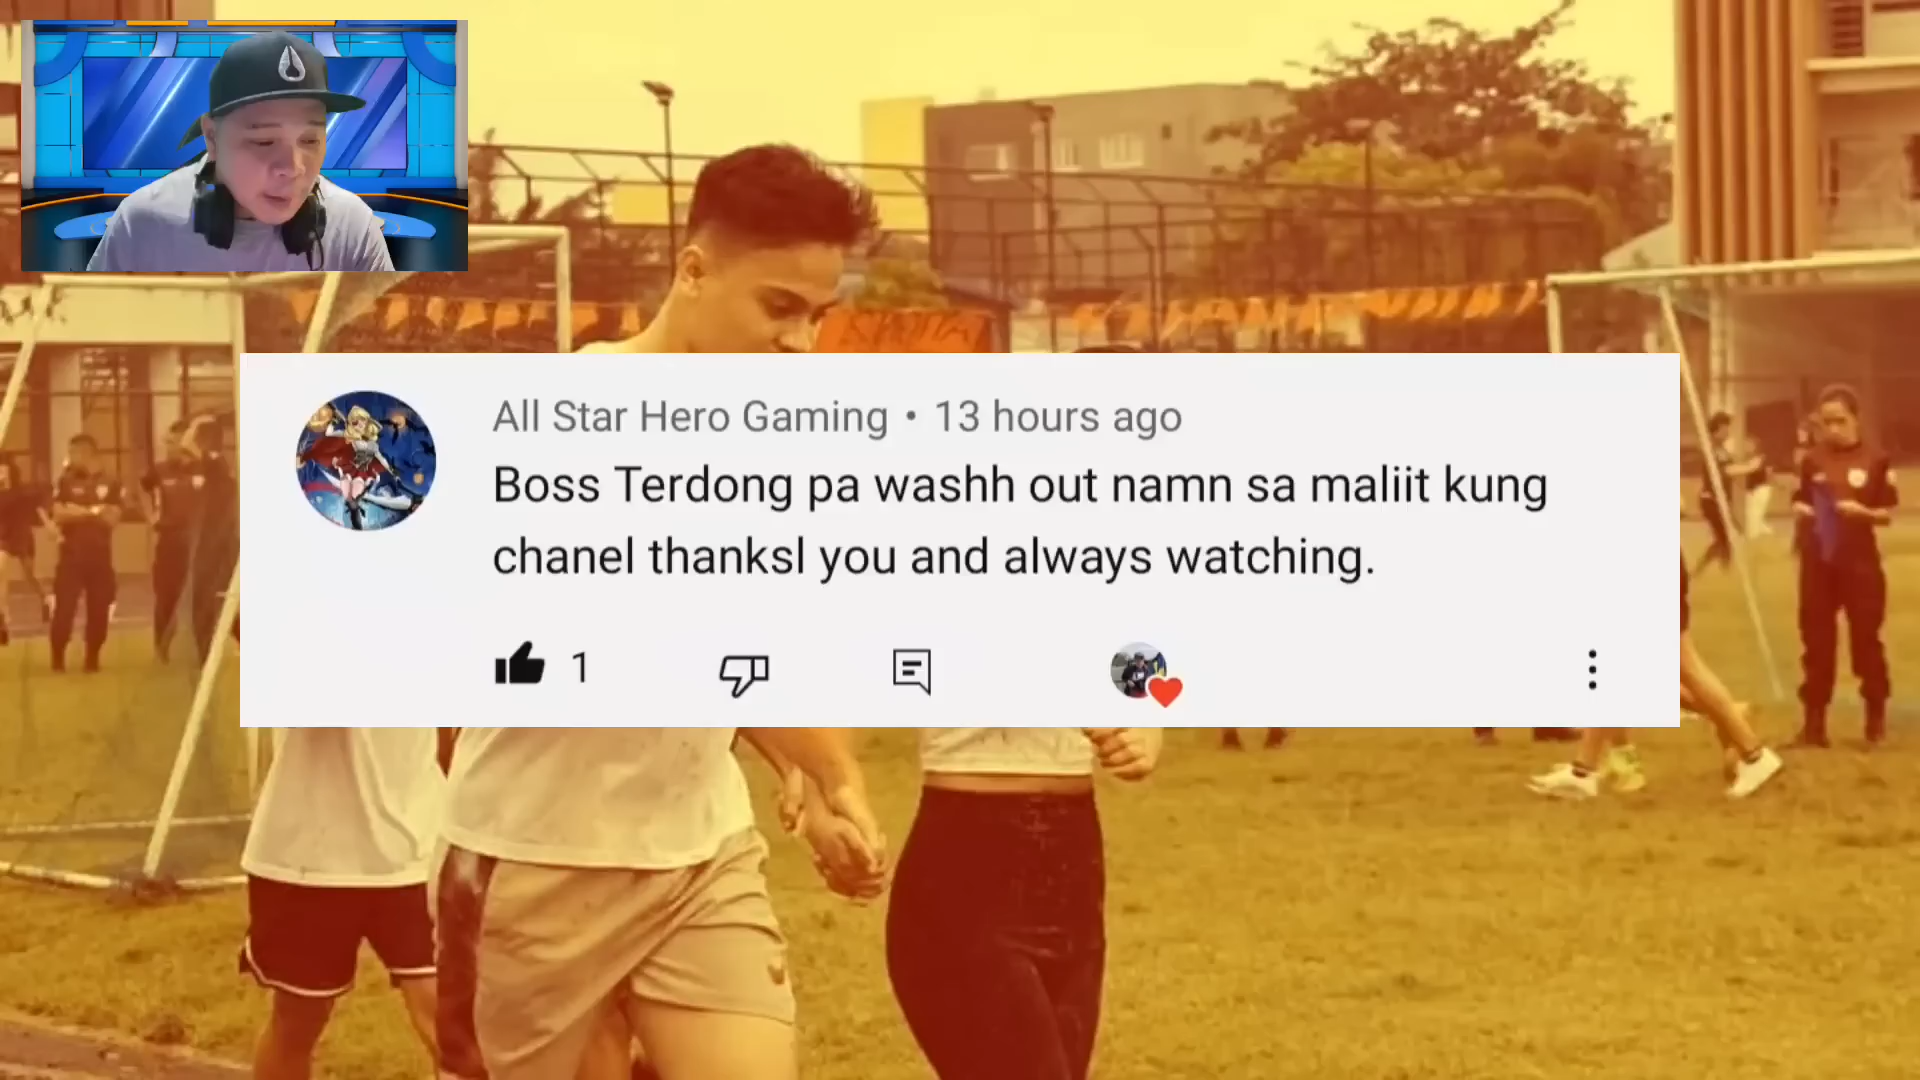 All Star Hero Gaming • 13 hours ago
Boss Terdong pa washh out namn sa maliit kung
chanel thanksl you and always watching.
1